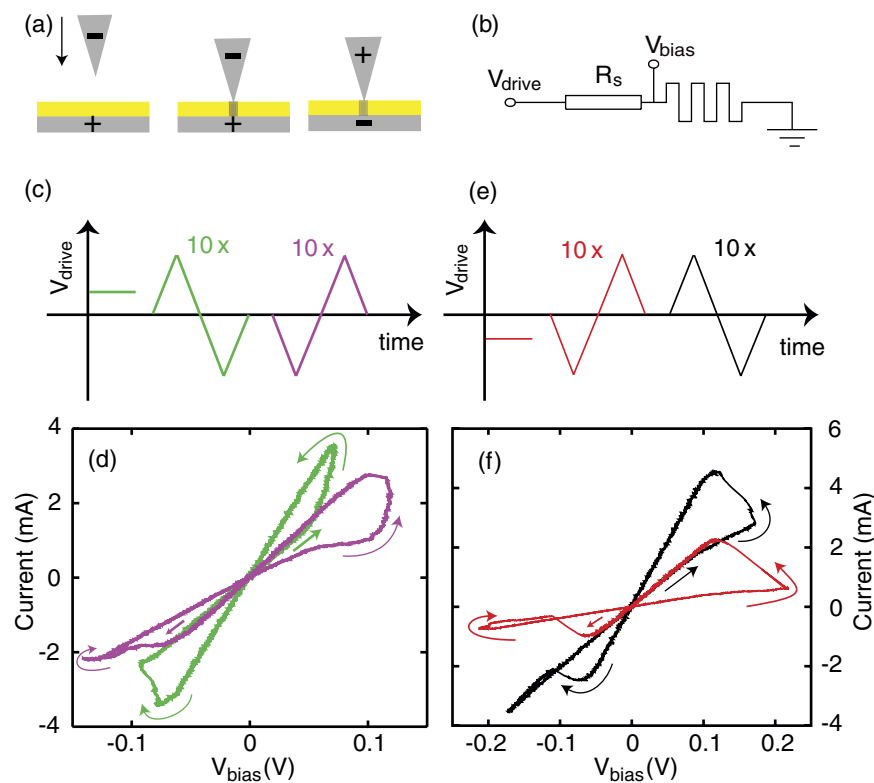 (a)
(b)
− − +
+ + −
V_drive R_s V_bias
(c)
(e)
V_drive 10 x 10 x time
V_drive 10 x 10 x time
(d)
Current (mA)
4
2
0
-2
-4
-0.1 0 0.1
V_bias (V)
(f)
Current (mA)
6
4
2
0
-2
-4
-0.2 -0.1 0 0.1 0.2
V_bias (V)